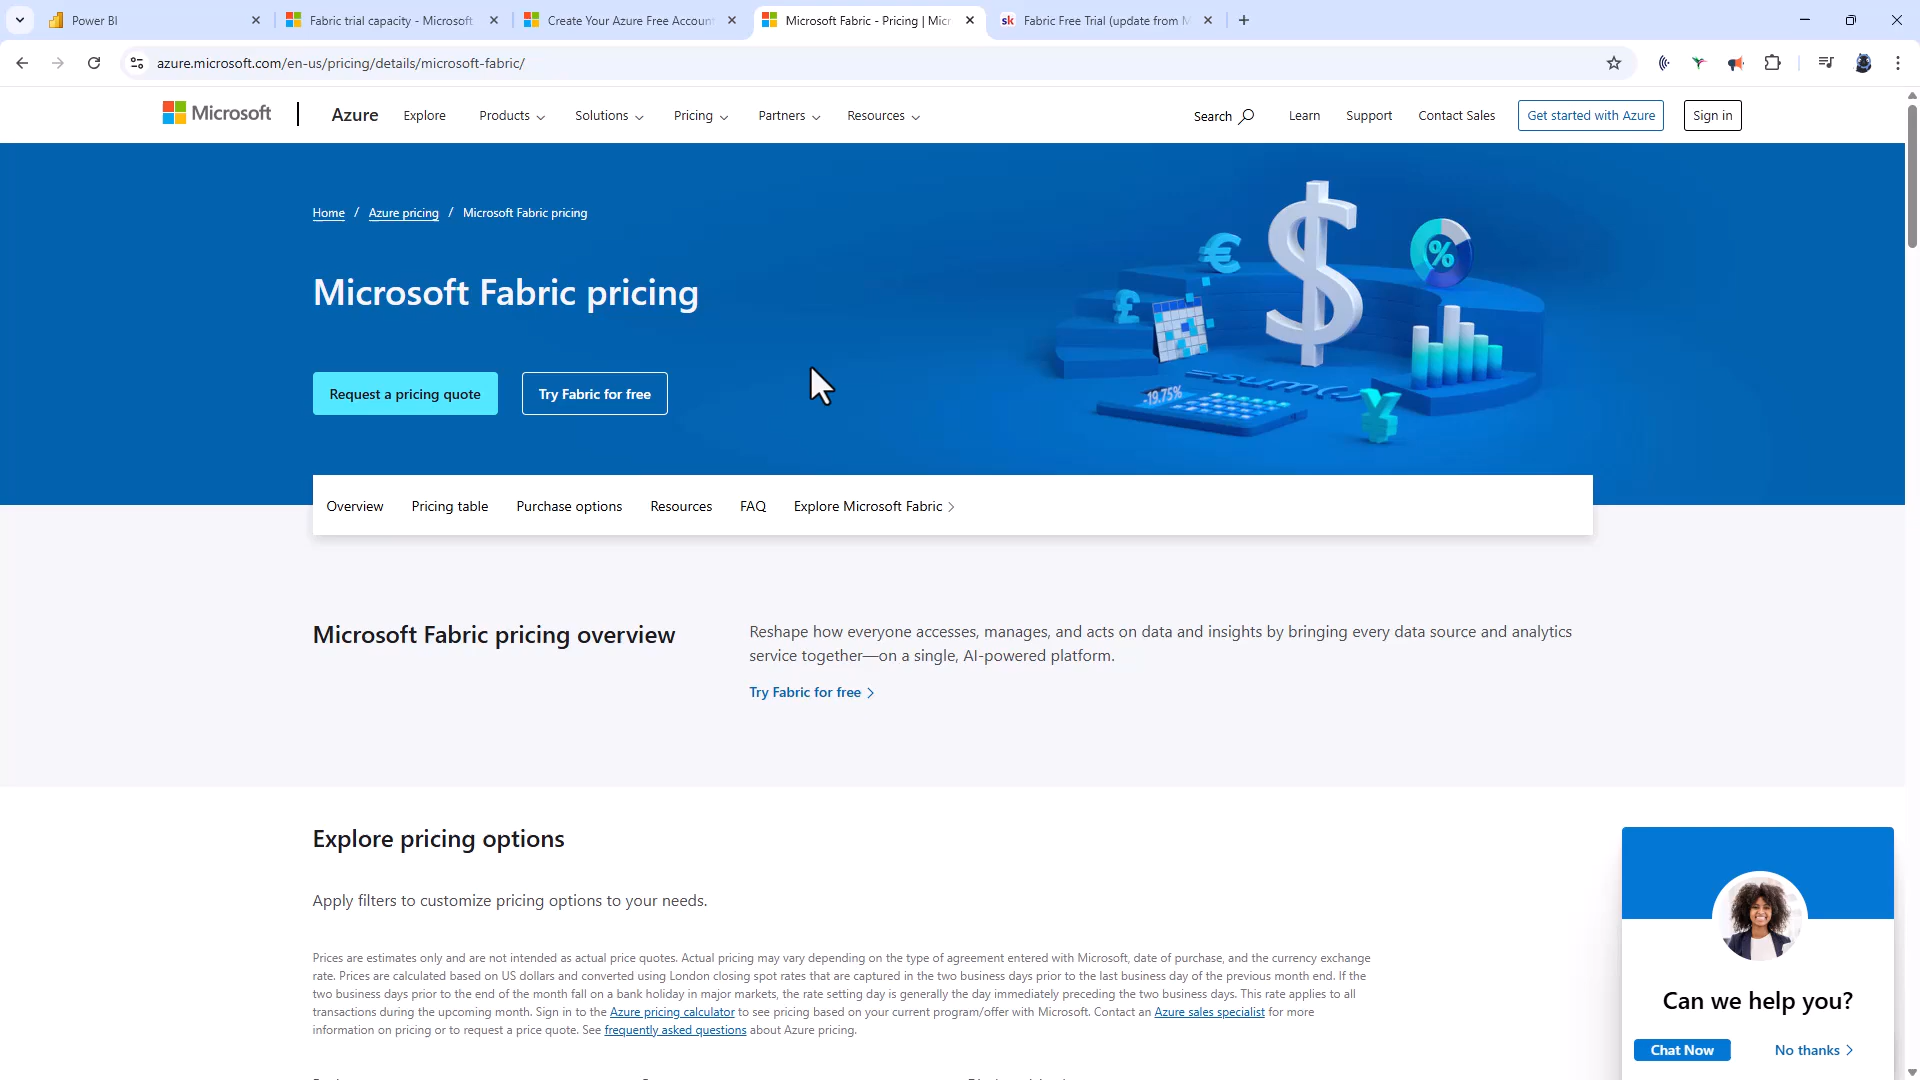 Power BI
Fabric trial capacity - Microsoft
Create Your Azure Free Accoun
Microsoft Fabric - Pricing | Micr
sk
Fabric Free Trial (update from M
azure.microsoft.com/en-us/pricing/details/microsoft-fabric/
Microsoft
Azure
Explore
Products
Solutions
Pricing
Partners
Resources
Search
Learn
Support
Contact Sales
Get started with Azure
Sign in
Home / Azure pricing / Microsoft Fabric pricing
Microsoft Fabric pricing
Request a pricing quote
Try Fabric for free
€
£
$
%
-19.75%
=sum(
¥
Overview
Pricing table
Purchase options
Resources
FAQ
Explore Microsoft Fabric
Microsoft Fabric pricing overview
Reshape how everyone accesses, manages, and acts on data and insights by bringing every data source and analytics
service together—on a single, AI-powered platform.
Try Fabric for free
Explore pricing options
Apply filters to customize pricing options to your needs.
Prices are estimates only and are not intended as actual price quotes. Actual pricing may vary depending on the type of agreement entered with Microsoft, date of purchase, and the currency exchange
rate. Prices are calculated based on US dollars and converted using London closing spot rates that are captured in the two business days prior to the last business day of the previous month end. If the
two business days prior to the end of the month fall on a bank holiday in major markets, the rate setting day is generally the day immediately preceding the two business days. This rate applies to all
transactions during the upcoming month. Sign in to the Azure pricing calculator to see pricing based on your current program/offer with Microsoft. Contact an Azure sales specialist for more
information on pricing or to request a price quote. See frequently asked questions about Azure pricing.
Can we help you?
Chat Now
No thanks